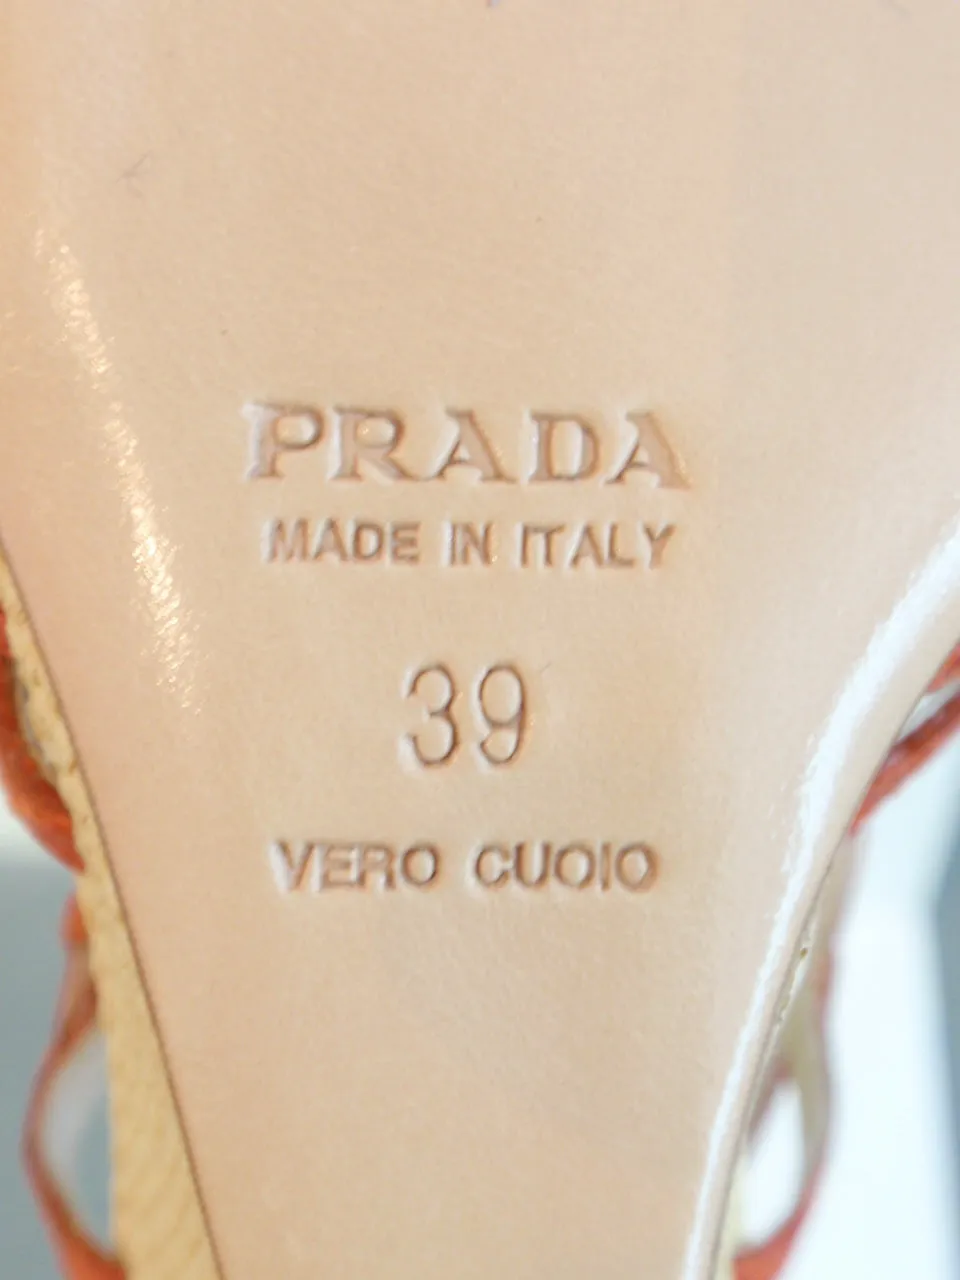 PRADA
MADE IN ITALY
39
VERO CUOIO